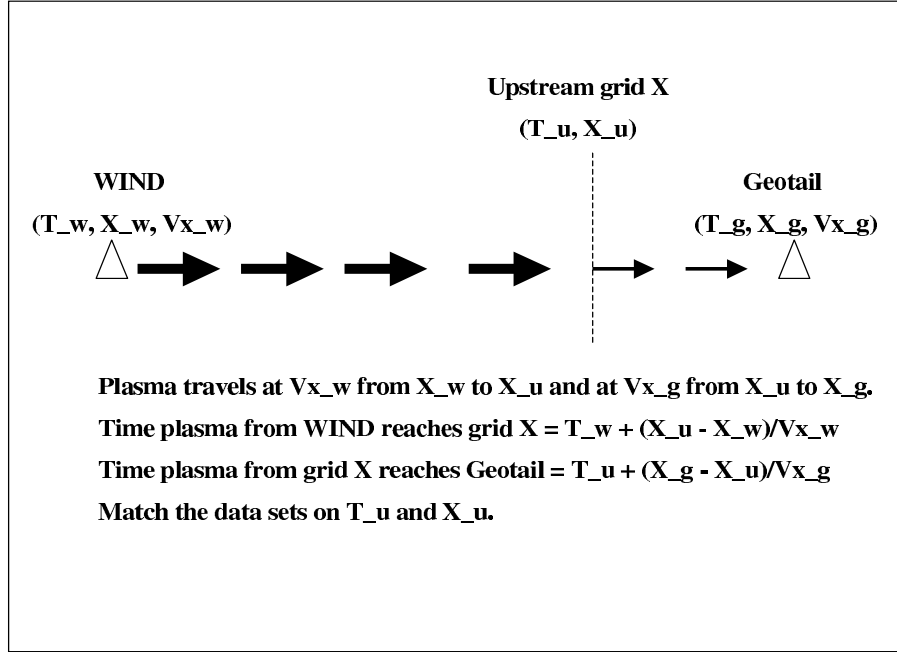 Upstream grid X
(T_u, X_u)
WIND
(T_w, X_w, Vx_w)
Geotail
(T_g, X_g, Vx_g)
Plasma travels at Vx_w from X_w to X_u and at Vx_g from X_u to X_g.
Time plasma from WIND reaches grid X = T_w + (X_u - X_w)/Vx_w
Time plasma from grid X reaches Geotail = T_u + (X_g - X_u)/Vx_g
Match the data sets on T_u and X_u.